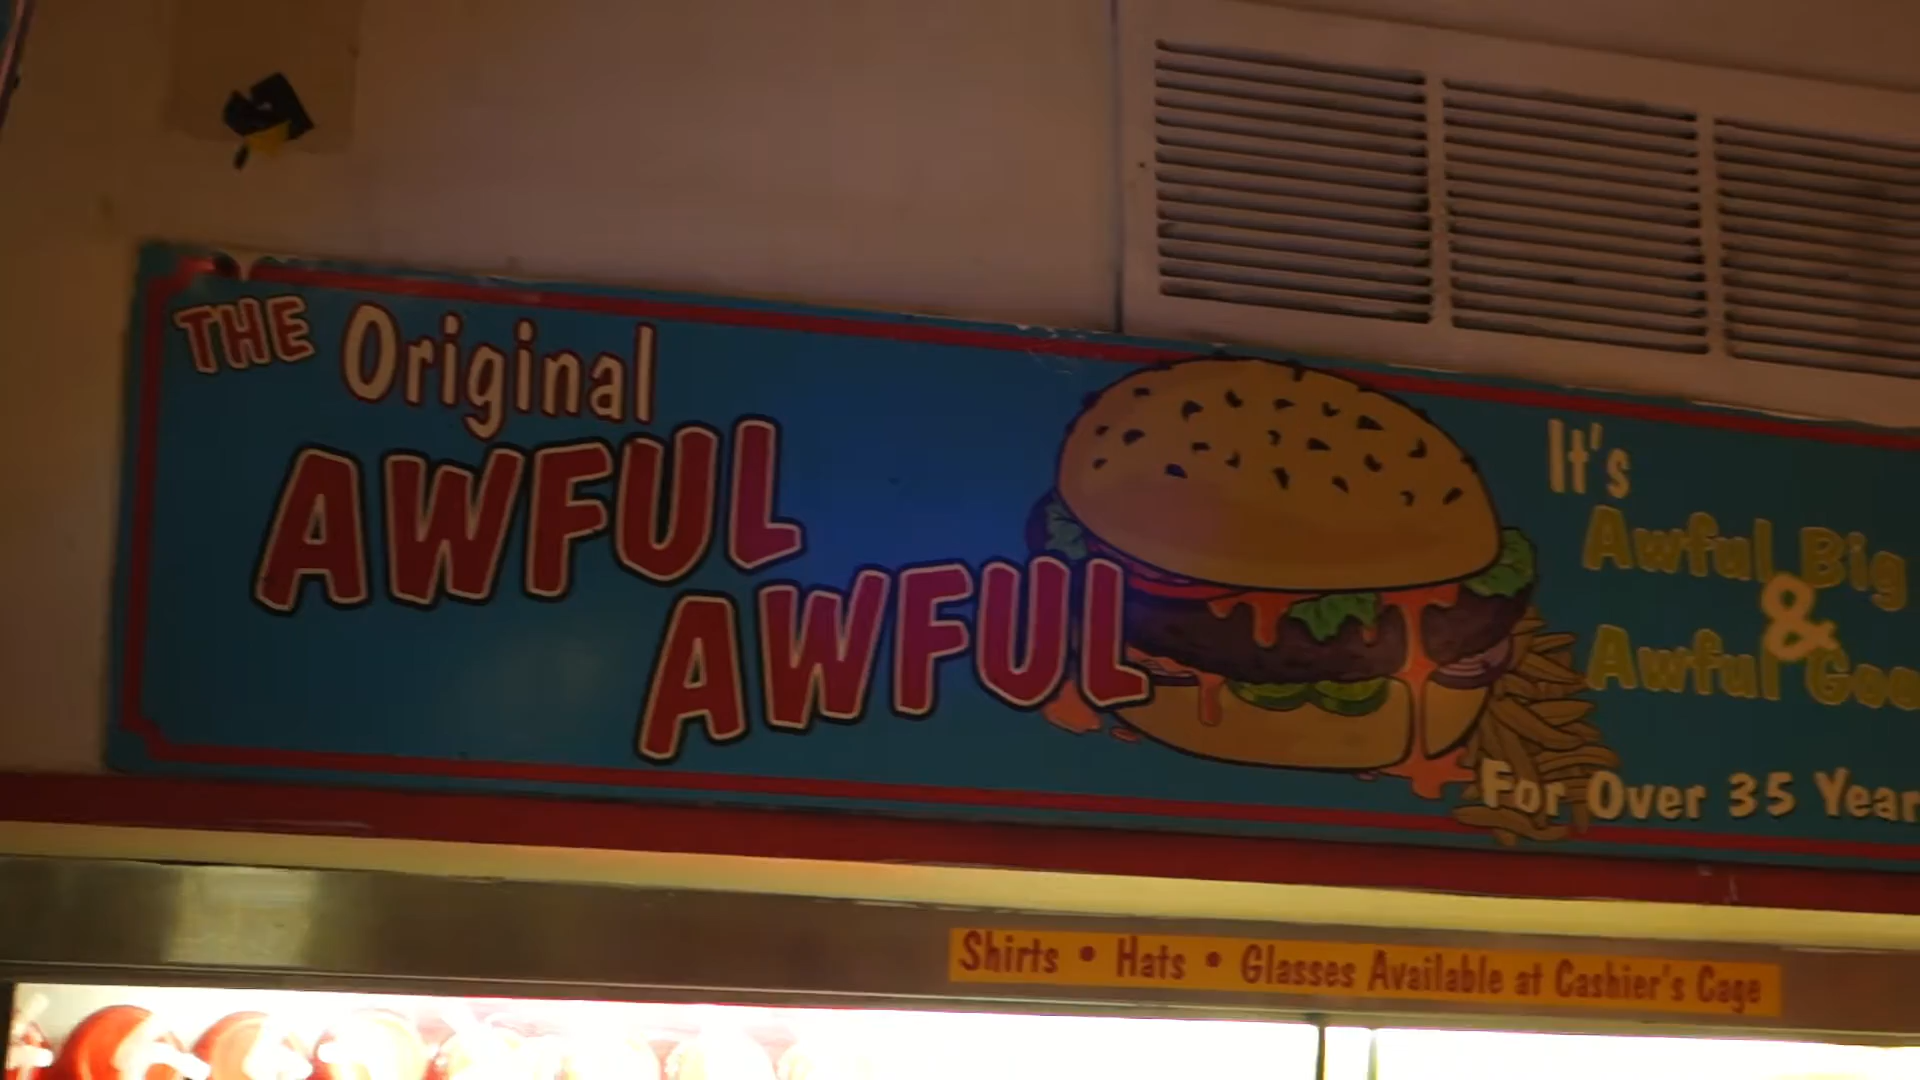 THE Original
AWFUL
AWFUL
It's
Awful Big
&
Awful
For Over 35
Shirts • Hats • Glasses Available at Cashier's Cage